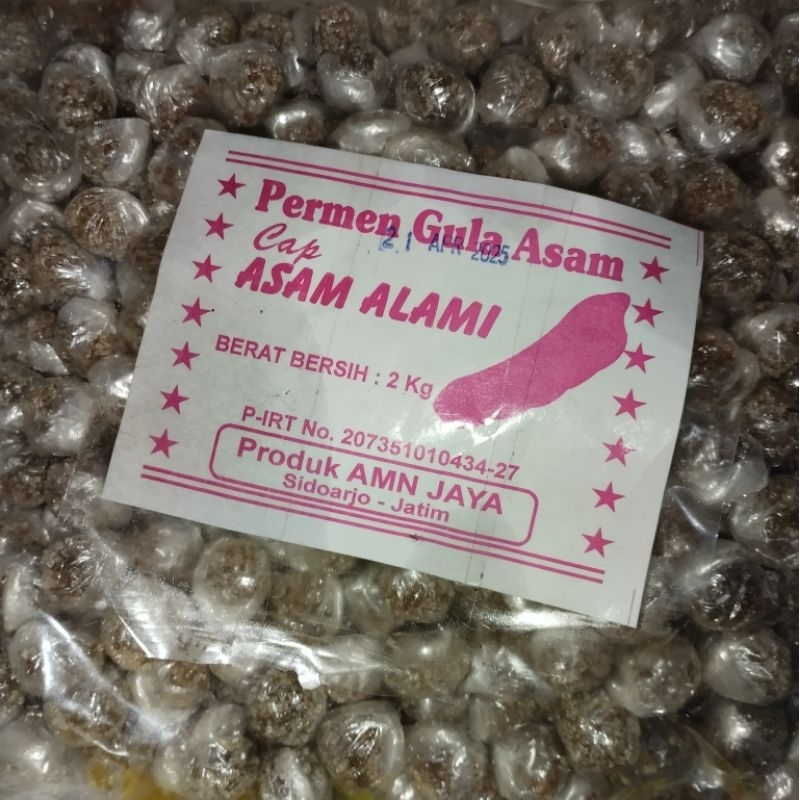 Permen Gula Asam
21 APR 2025
Cap
ASAM ALAMI
BERAT BERSIH : 2 Kg
P-IRT No. 207351010434-27
Produk AMN JAYA
Sidoarjo - Jatim